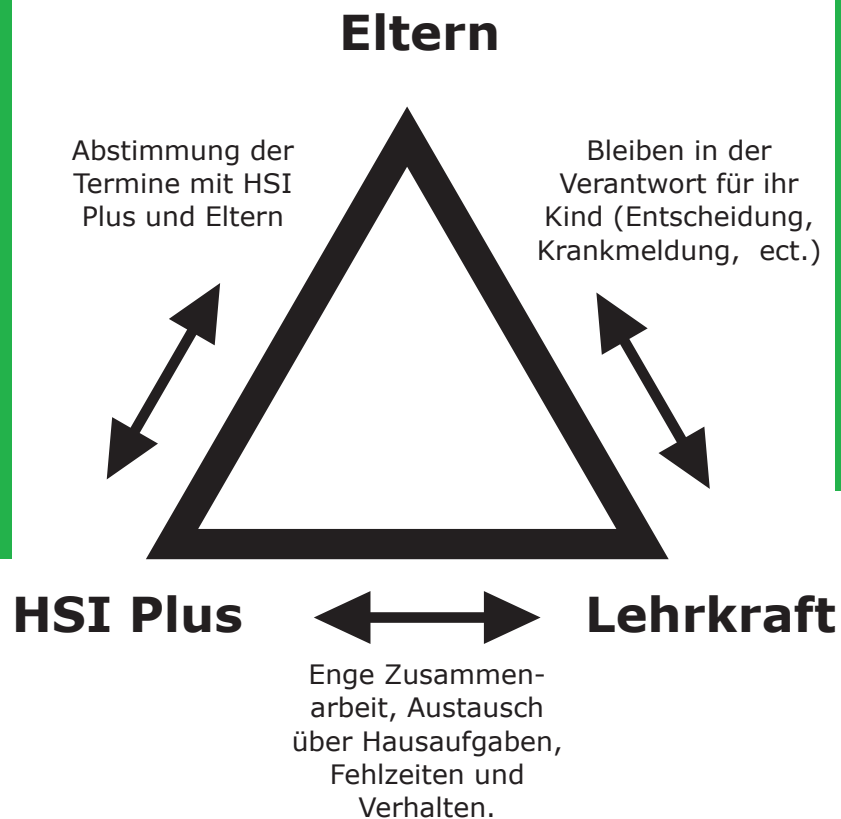 Eltern
Abstimmung der
Termine mit HSI
Plus und Eltern
Bleiben in der
Verantwort für ihr
Kind (Entscheidung,
Krankmeldung,  ect.)
HSI Plus
Lehrkraft
Enge Zusammen-
arbeit, Austausch
über Hausaufgaben,
Fehlzeiten und
Verhalten.